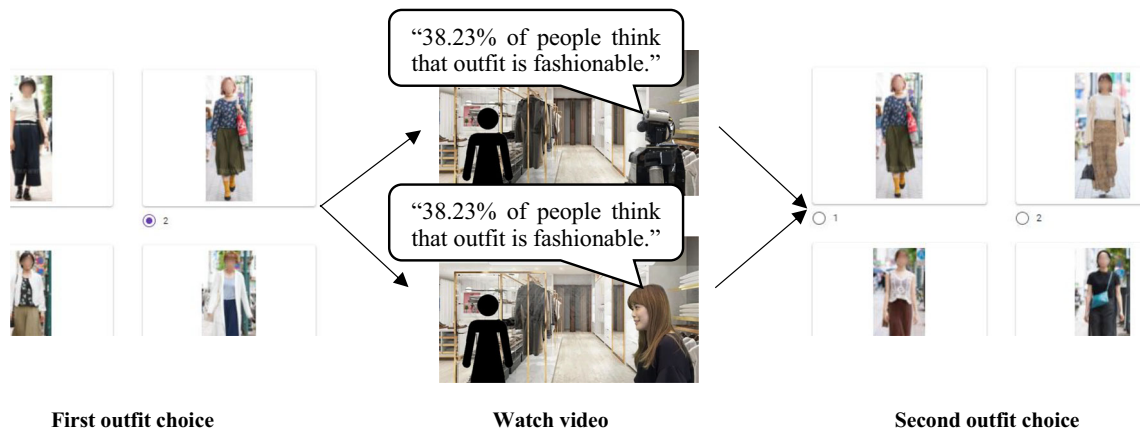 “38.23% of people think
that outfit is fashionable.”
2
“38.23% of people think
that outfit is fashionable.”
1
2
First outfit choice
Watch video
Second outfit choice